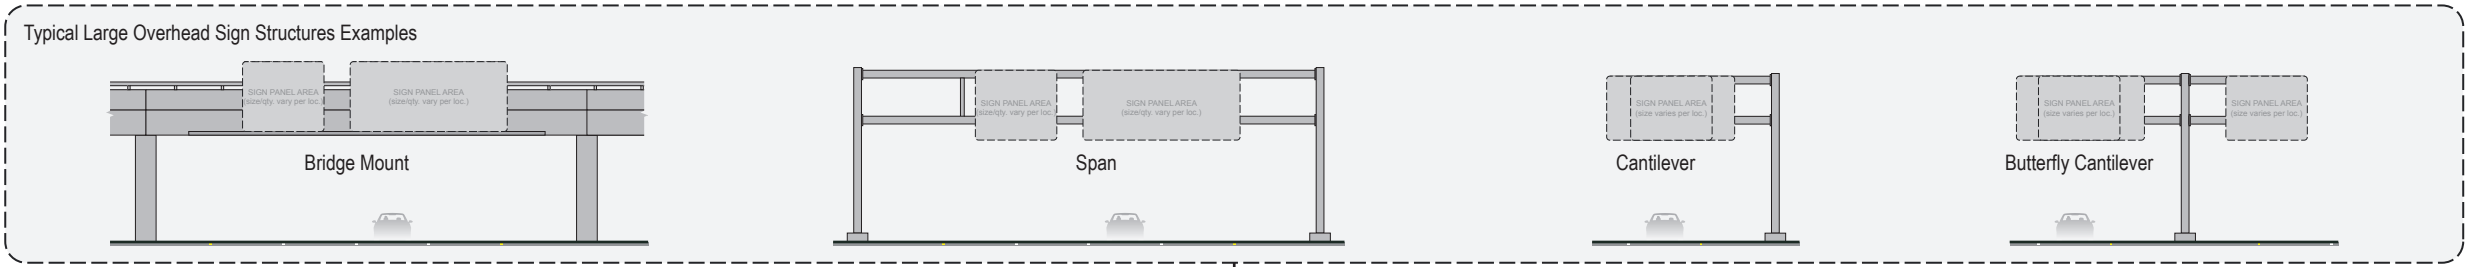 Typical Large Overhead Sign Structures Examples
SIGN PANEL AREA
(size/qty. vary per loc.)
SIGN PANEL AREA
(size/qty. vary per loc.)
Bridge Mount
SIGN PANEL AREA
(size/qty. vary per loc.)
SIGN PANEL AREA
(size/qty. vary per loc.)
Span
SIGN PANEL AREA
(size varies per loc.)
Cantilever
SIGN PANEL AREA
(size varies per loc.)
SIGN PANEL AREA
(size varies per loc.)
Butterfly Cantilever